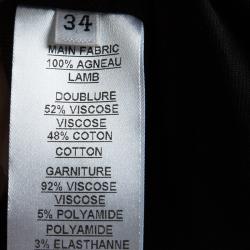 34
MAIN FABRIC
100% AGNEAU
LAMB
DOUBLURE
52% VISCOSE
VISCOSE
48% COTON
COTTON
GARNITURE
92% VISCOSE
VISCOSE
5% POLYAMIDE
POLYAMIDE
3% ELASTHANNE